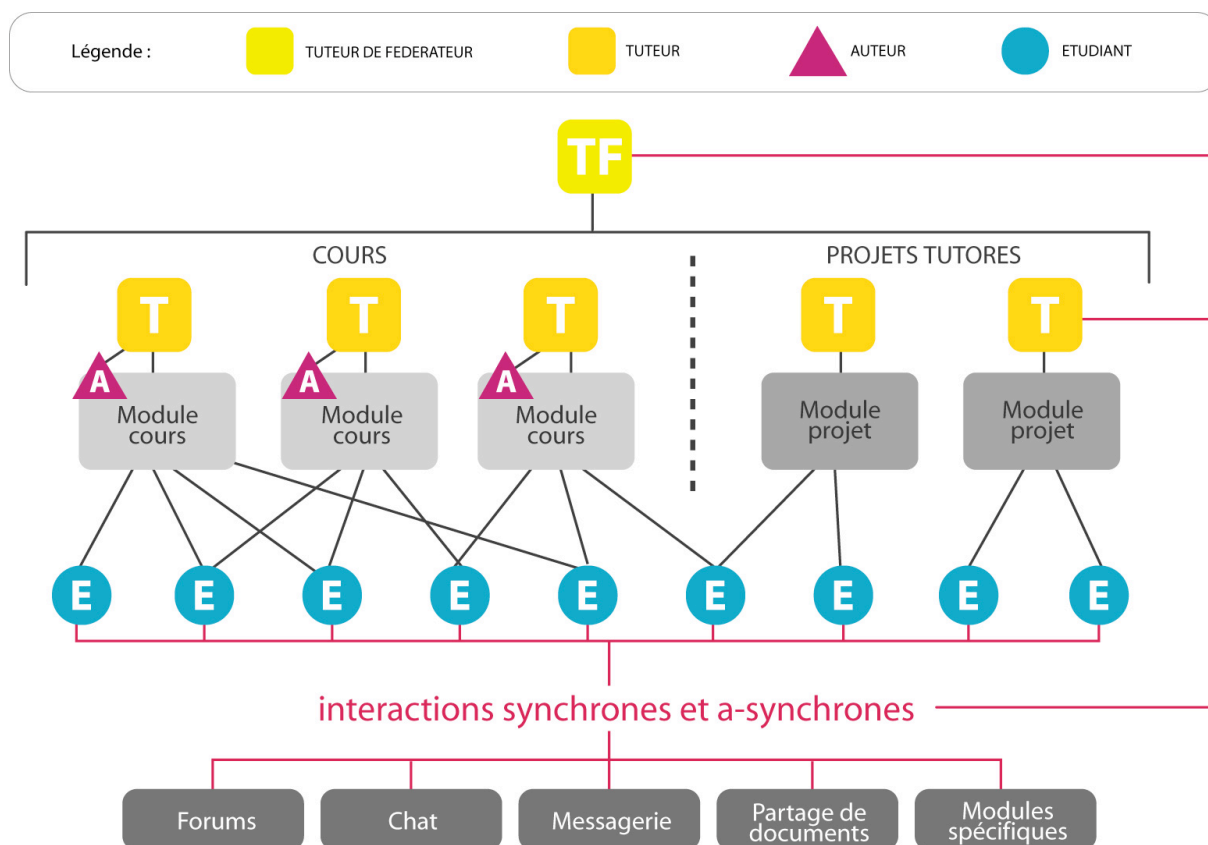 Légende :
TUTEUR DE FEDERATEUR
TUTEUR
AUTEUR
ETUDIANT
TF
COURS
PROJETS TUTORES
T
T
T
T
T
A
A
A
Module
cours
Module
cours
Module
cours
Module
projet
Module
projet
E
E
E
E
E
E
E
E
E
interactions synchrones et a-synchrones
Forums
Chat
Messagerie
Partage de
documents
Modules
spécifiques